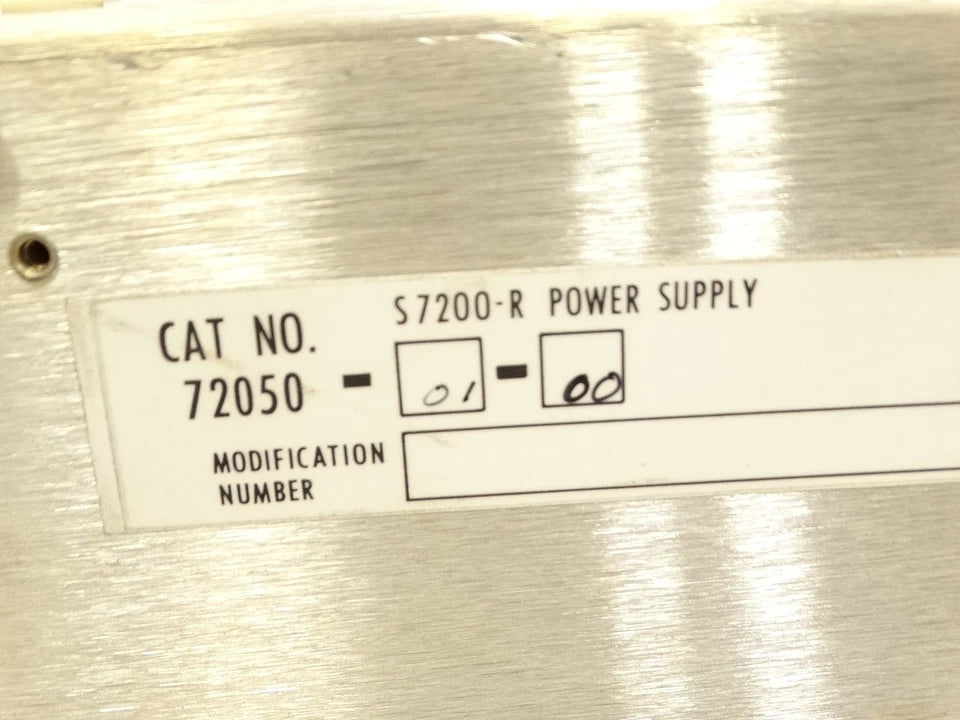 S7200-R POWER SUPPLY
CAT NO.
72050 - 01 - 00
MODIFICATION
NUMBER